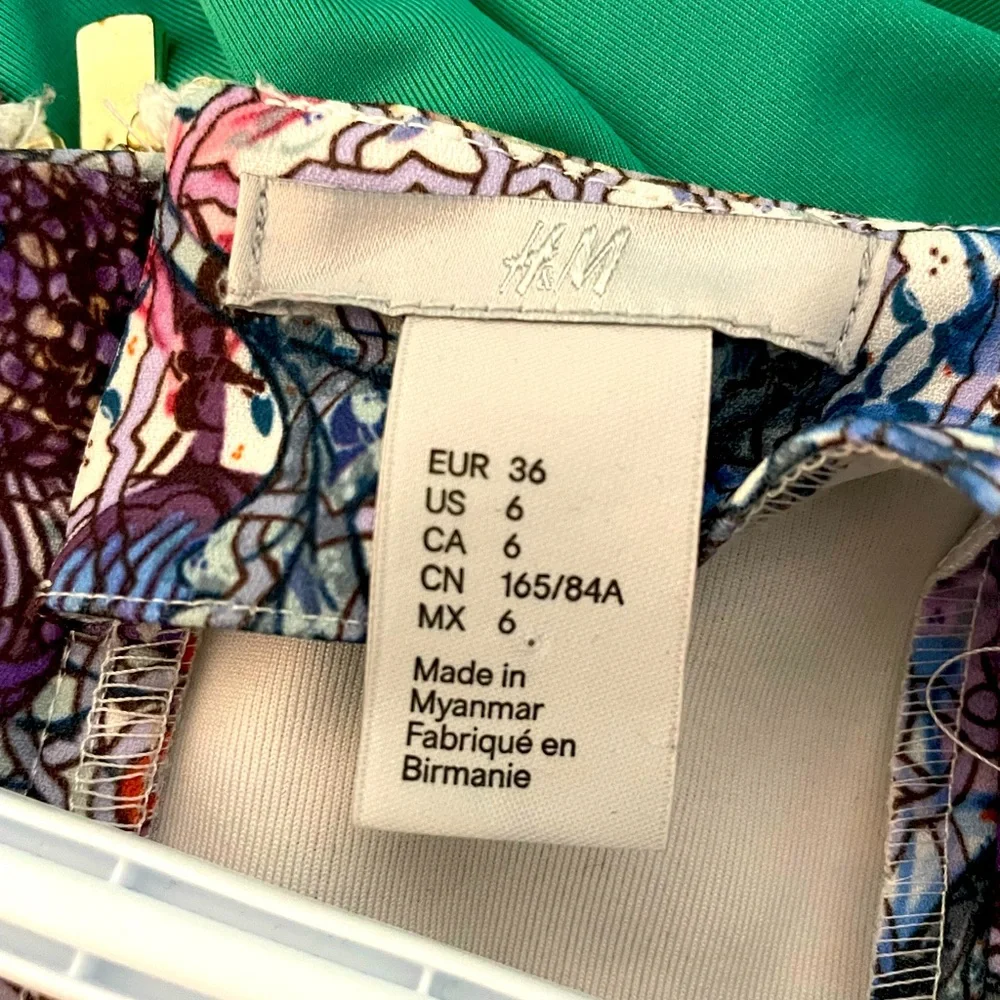 H&M
EUR 36
US 6
CA 6
CN 165/84A
MX 6
Made in
Myanmar
Fabriqué en
Birmanie